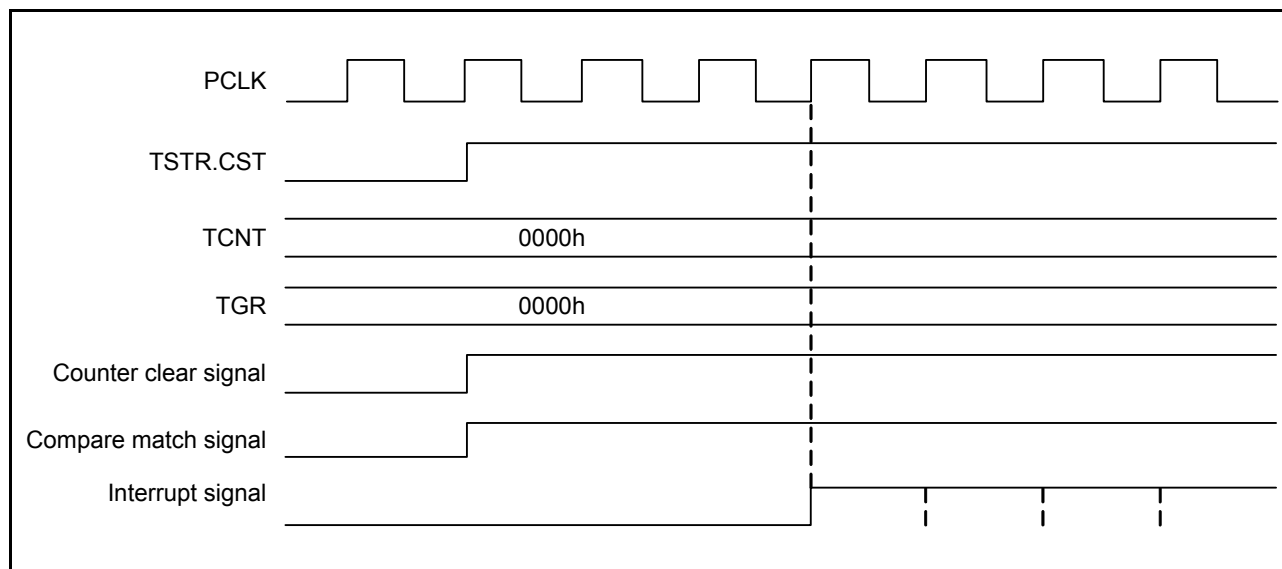 PCLK
TSTR.CST
TCNT 0000h
TGR 0000h
Counter clear signal
Compare match signal
Interrupt signal